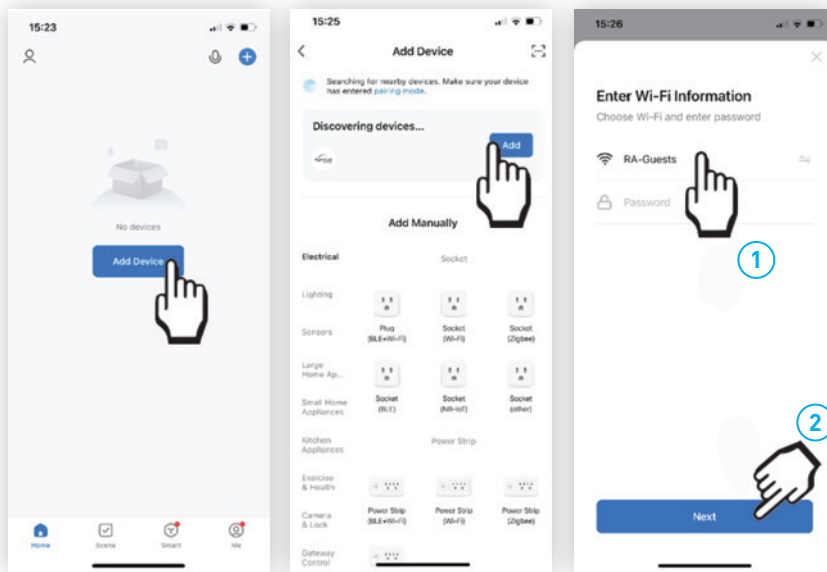 15:23
No devices
Add Device
Home
Scene
Smart
Me
15:25
Add Device
Searching for nearby devices. Make sure your device
has entered pairing mode.
Discovering devices...
Add
Add Manually
Electrical
Socket
Lighting
Sensors
Plug
(BLE+Wi-Fi)
Socket
(Wi-Fi)
Socket
(Zigbee)
Large
Home Ap...
Small Home
Appliances
Socket
(BLE)
Socket
(NB-IoT)
Socket
(other)
Kitchen
Appliances
Power Strip
Exercise
& Health
Camera
& Lock
Power Strip
(BLE+Wi-Fi)
Power Strip
(Wi-Fi)
Power Strip
(Zigbee)
Gateway
Control
15:26
Enter Wi-Fi Information
Choose Wi-Fi and enter password
RA-Guests
Password
1
2
Next